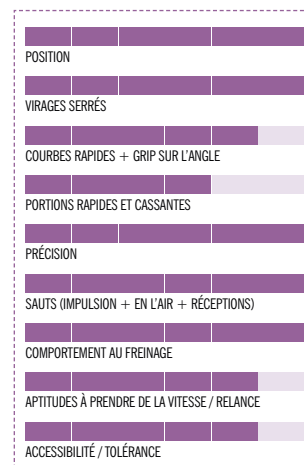 POSITION
VIRAGES SERRÉS
COURBES RAPIDES + GRIP SUR L'ANGLE
PORTIONS RAPIDES ET CASSANTES
PRÉCISION
SAUTS (IMPULSION + EN L'AIR + RÉCEPTIONS)
COMPORTEMENT AU FREINAGE
APTITUDES À PRENDRE DE LA VITESSE / RELANCE
ACCESSIBILITÉ / TOLÉRANCE